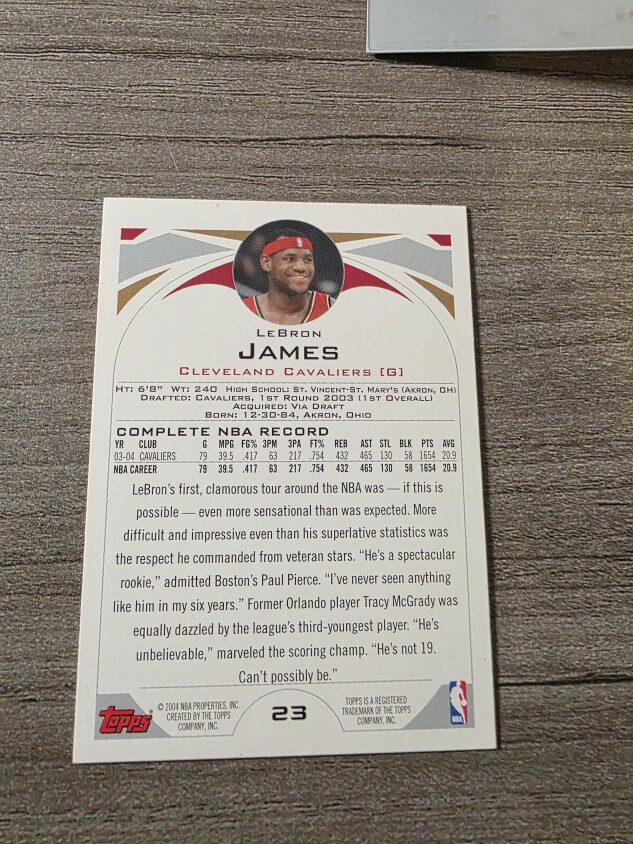 LeBron
JAMES
Cleveland Cavaliers [G]
Ht: 6'8" Wt: 240 High School: St. Vincent-St. Mary's (Akron, OH)
Drafted: Cavaliers, 1st Round 2003 (1st Overall)
Acquired: Via Draft
Born: 12-30-84, Akron, Ohio
COMPLETE NBA RECORD
YR CLUB G MPG FG% 3PM 3PA FT% REB AST STL BLK PTS AVG
03-04 CAVALIERS 79 39.5 .417 63 217 .754 432 465 130 58 1654 20.9
NBA CAREER 79 39.5 .417 63 217 .754 432 465 130 58 1654 20.9
LeBron's first, clamorous tour around the NBA was — if this is
possible — even more sensational than was expected. More
difficult and impressive even than his superlative statistics was
the respect he commanded from veteran stars. "He's a spectacular
rookie," admitted Boston's Paul Pierce. "I've never seen anything
like him in my six years." Former Orlando player Tracy McGrady was
equally dazzled by the league's third-youngest player. "He's
unbelievable," marveled the scoring champ. "He's not 19.
Can't possibly be."
Topps
© 2004 NBA PROPERTIES, INC.
CREATED BY THE TOPPS
COMPANY, INC.
23
TOPPS IS A REGISTERED
TRADEMARK OF THE TOPPS
COMPANY, INC.
NBA